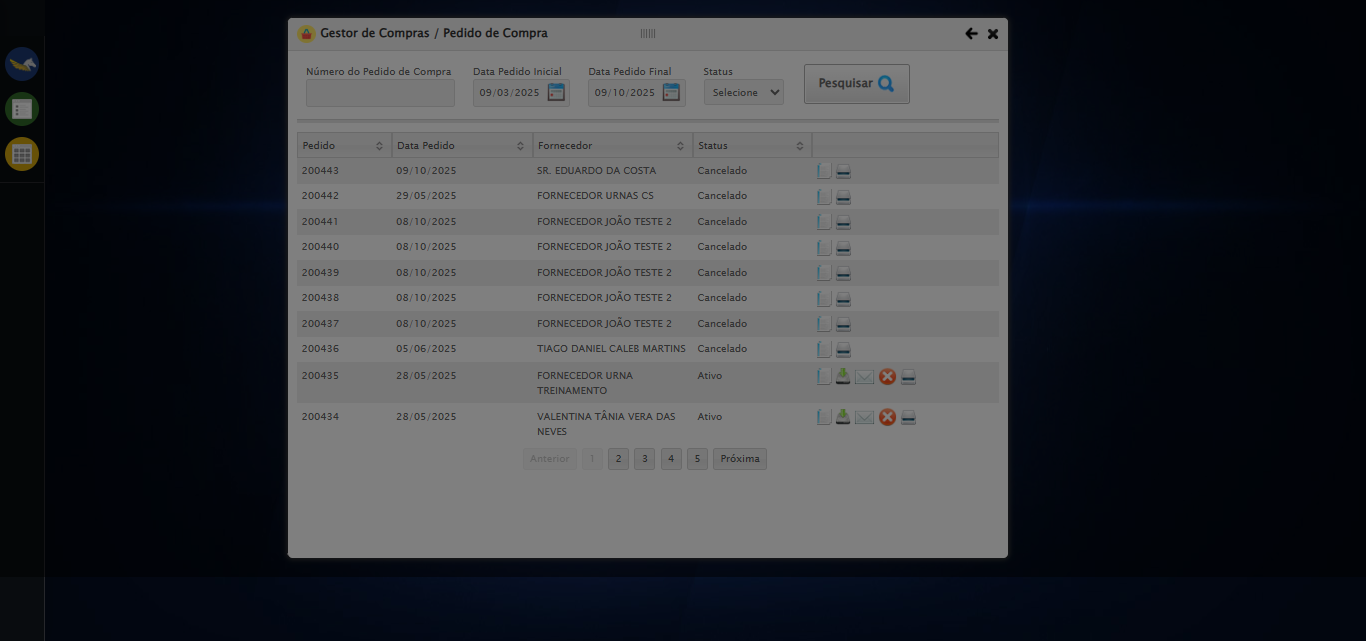 Gestor de Compras / Pedido de Compra
Número do Pedido de Compra Data Pedido Inicial Data Pedido Final Status
09/03/2025 09/10/2025 Selecione Pesquisar
Pedido Data Pedido Fornecedor Status
200443 09/10/2025 SR. EDUARDO DA COSTA Cancelado
200442 29/05/2025 FORNECEDOR URNAS CS Cancelado
200441 08/10/2025 FORNECEDOR JOÃO TESTE 2 Cancelado
200440 08/10/2025 FORNECEDOR JOÃO TESTE 2 Cancelado
200439 08/10/2025 FORNECEDOR JOÃO TESTE 2 Cancelado
200438 08/10/2025 FORNECEDOR JOÃO TESTE 2 Cancelado
200437 08/10/2025 FORNECEDOR JOÃO TESTE 2 Cancelado
200436 05/06/2025 TIAGO DANIEL CALEB MARTINS Cancelado
200435 28/05/2025 FORNECEDOR URNA Ativo
TREINAMENTO
200434 28/05/2025 VALENTINA TÂNIA VERA DAS Ativo
NEVES
Anterior 1 2 3 4 5 Próxima